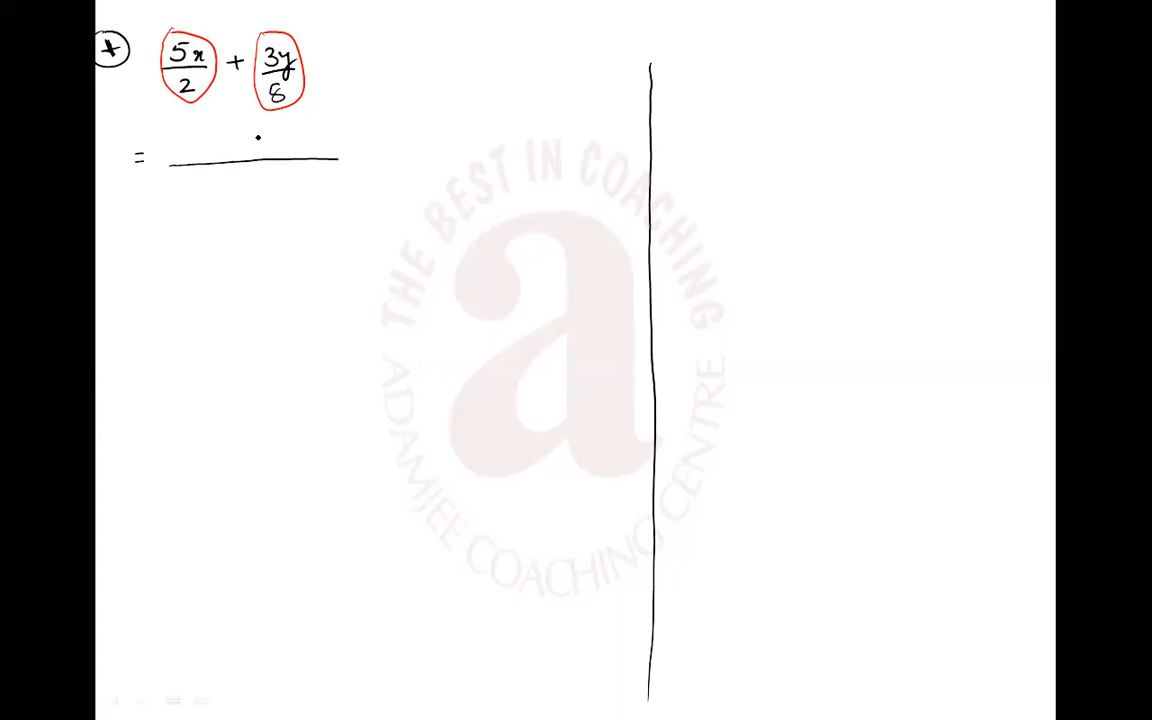 * 5x/2 + 3y/8
=
THE BEST IN COACHING
ADAMJEE COACHING CENTRE